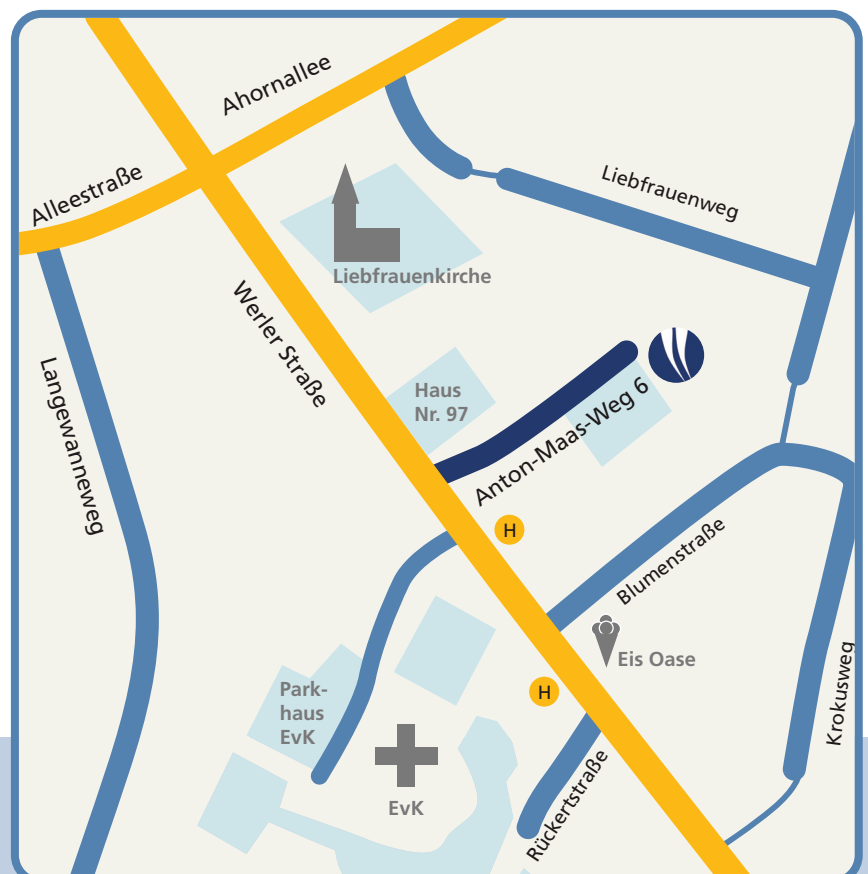 Ahornallee
Alleestraße
Liebfrauenweg
Liebfrauenkirche
Werler Straße
Langewanneweg
Haus
Nr. 97
Anton-Maas-Weg 6
H
Blumenstraße
Eis Oase
Krokusweg
H
Park-
haus
EvK
EvK
Rückertstraße